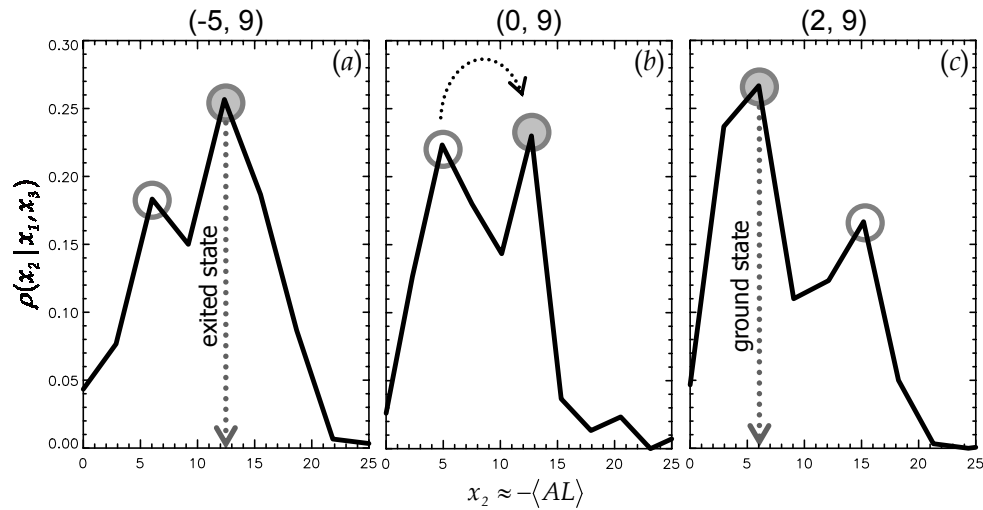 (-5, 9) (0, 9) (2, 9)
(a) (b) (c)
0.30
0.25
0.20
0.15
0.10
0.05
0.00
ρ(x₂|x₁,x₃)
exited state
ground state
0 5 10 15 20 25 0 5 10 15 20 25 0 5 10 15 20 25
x₂ ≈ -⟨AL⟩